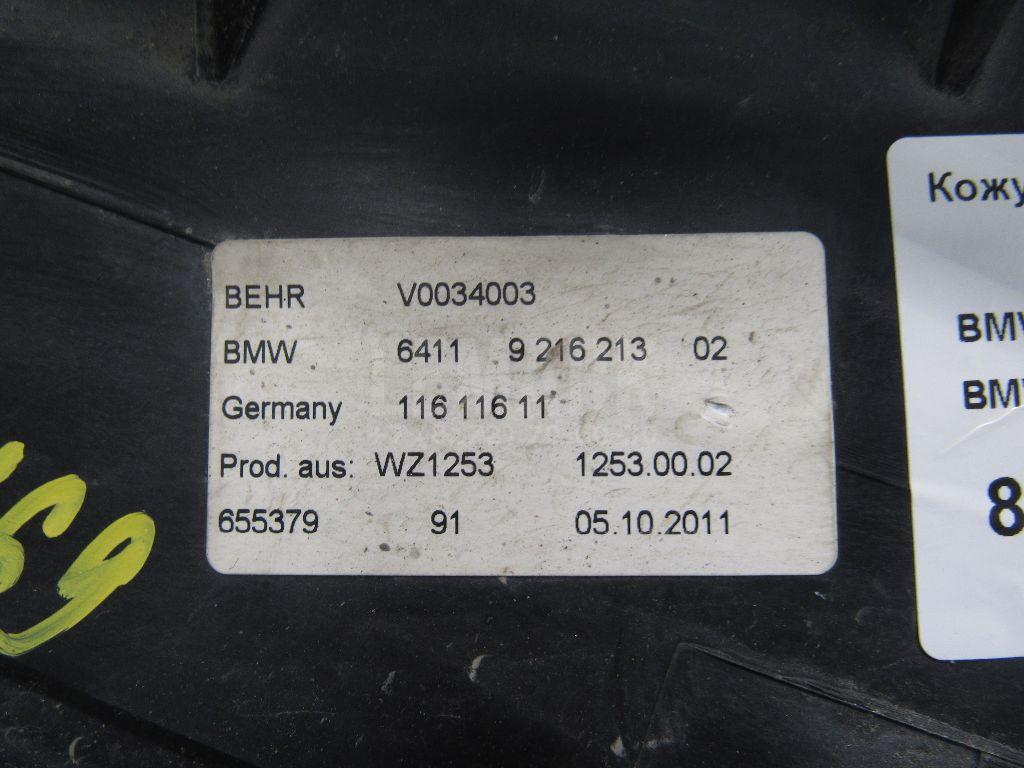 BEHR V0034003
BMW 6411 9 216 213 02
Germany 116 116 11
Prod. aus: WZ1253 1253.00.02
655379 91 05.10.2011
Кожу
BMW
BMW
8
69